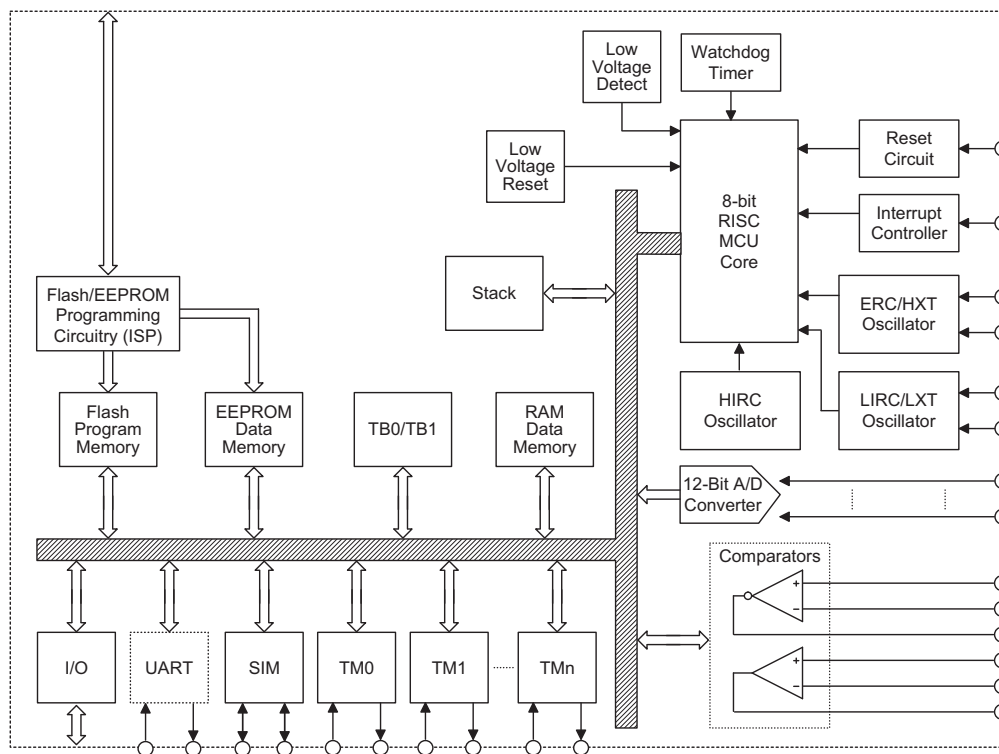 Low
Voltage
Detect
Watchdog
Timer
Low
Voltage
Reset
8-bit
RISC
MCU
Core
Reset
Circuit
Interrupt
Controller
Stack
Flash/EEPROM
Programming
Circuitry (ISP)
ERC/HXT
Oscillator
HIRC
Oscillator
LIRC/LXT
Oscillator
Flash
Program
Memory
EEPROM
Data
Memory
TB0/TB1
RAM
Data
Memory
12-Bit A/D
Converter
Comparators
+
−
+
−
I/O
UART
SIM
TM0
TM1
TMn